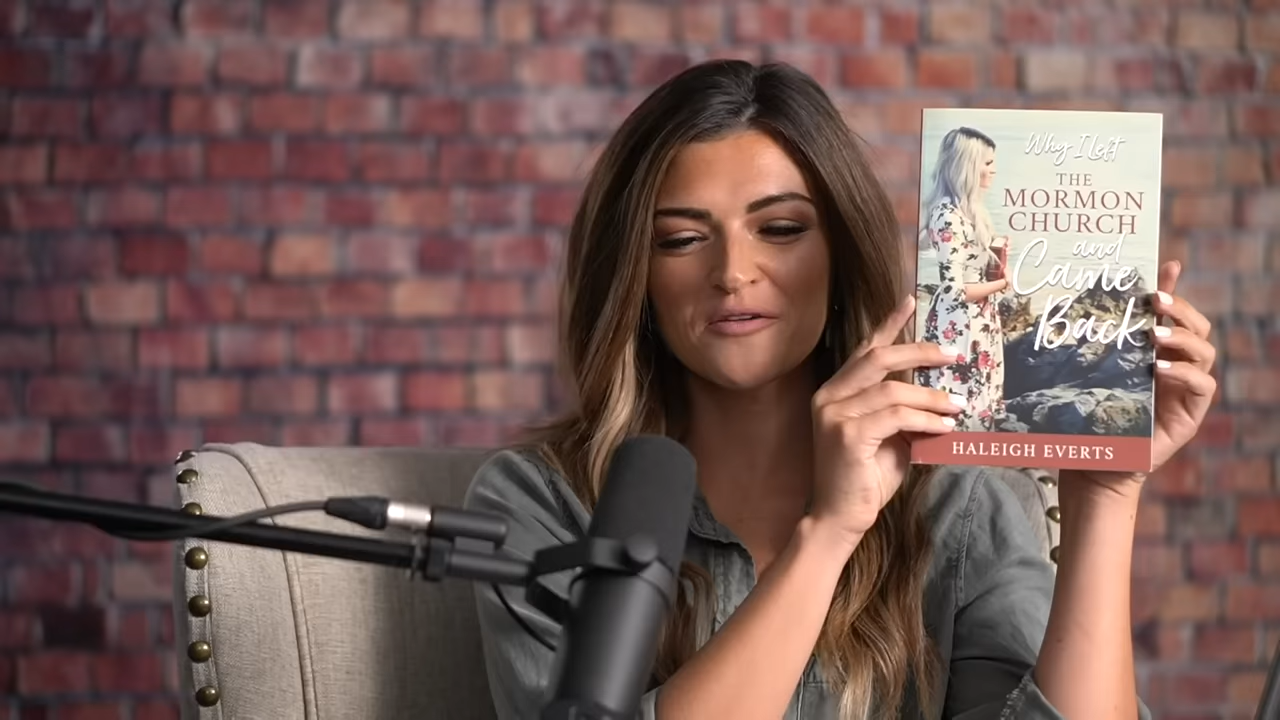 Why I Left
THE
MORMON
CHURCH
and
Came
Back
HALEIGH EVERTS